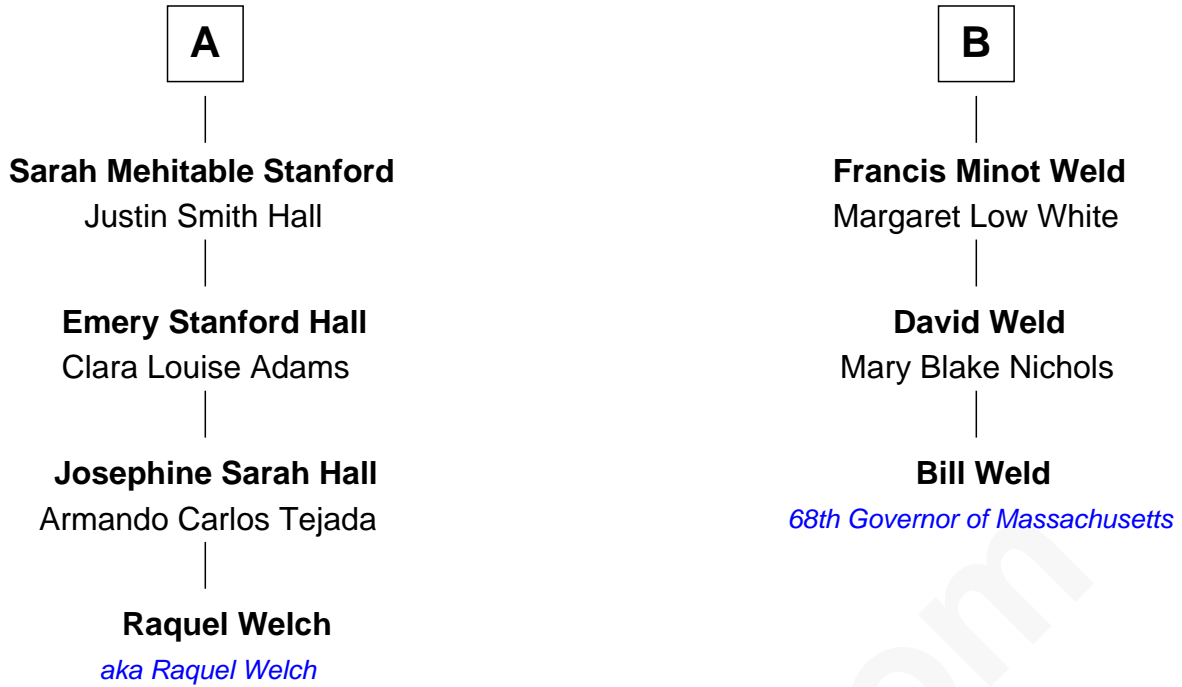 A
Sarah Mehitable Stanford
Justin Smith Hall
Emery Stanford Hall
Clara Louise Adams
Josephine Sarah Hall
Armando Carlos Tejada
Raquel Welch
aka Raquel Welch
B
Francis Minot Weld
Margaret Low White
David Weld
Mary Blake Nichols
Bill Weld
68th Governor of Massachusetts
om